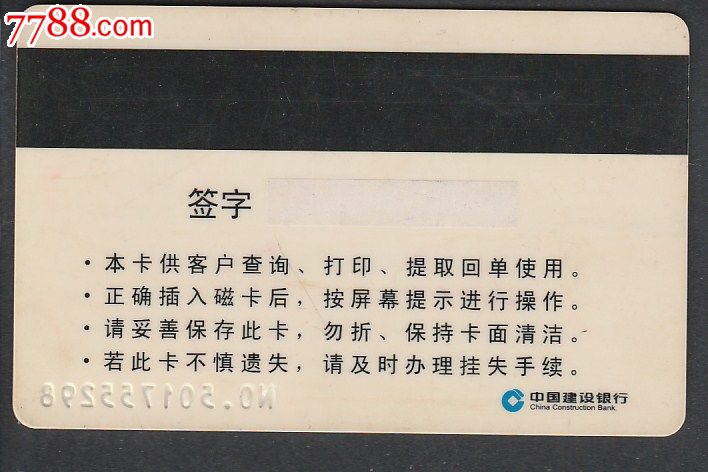 7788.com
签字
·本卡供客户查询、打印、提取回单使用。
·正确插入磁卡后，按屏幕提示进行操作。
·请妥善保存此卡，勿折、保持卡面清洁。
·若此卡不慎遗失，请及时办理挂失手续。
NO.501755298
中国建设银行
China Construction Bank